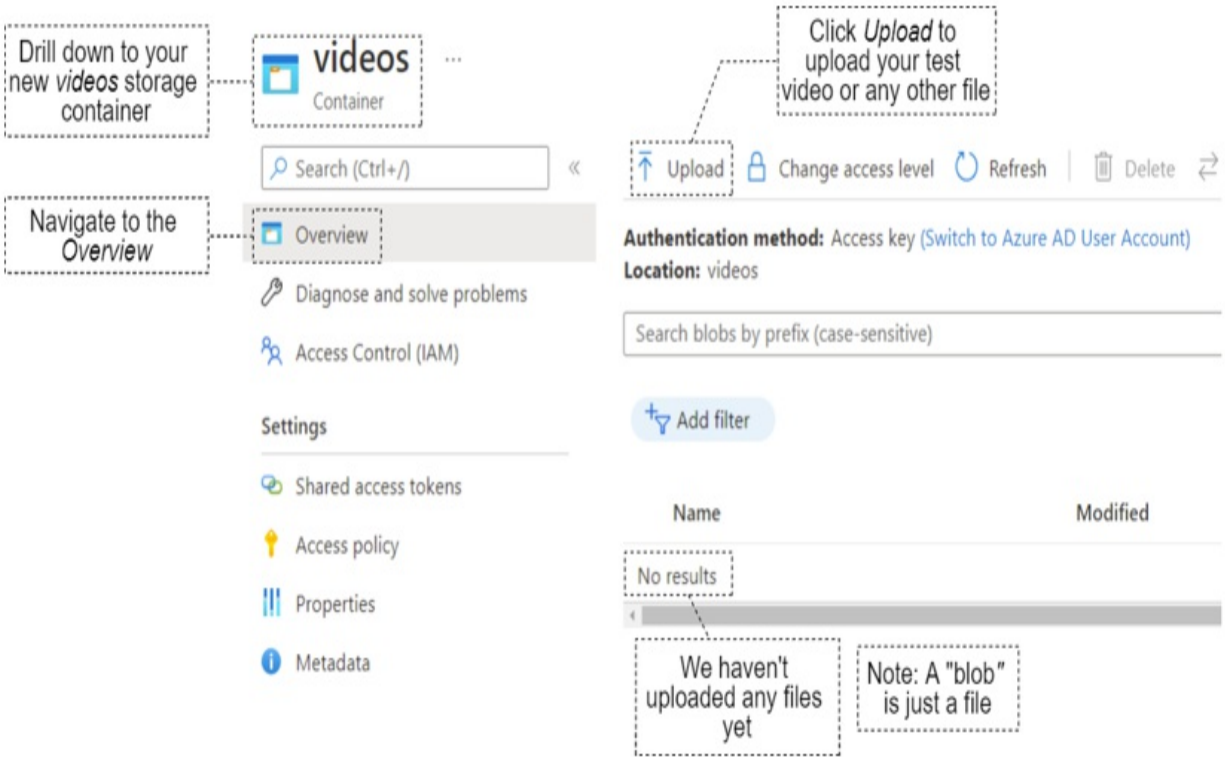 Drill down to your
new videos storage
container
videos
...
Container
Click Upload to
upload your test
video or any other file
Search (Ctrl+/)
«
Upload
Change access level
Refresh
Delete
Navigate to the
Overview
Overview
Authentication method: Access key (Switch to Azure AD User Account)
Location: videos
Diagnose and solve problems
Access Control (IAM)
Search blobs by prefix (case-sensitive)
Settings
Add filter
Shared access tokens
Access policy
Properties
Metadata
Name
Modified
No results
We haven't
uploaded any files
yet
Note: A "blob"
is just a file